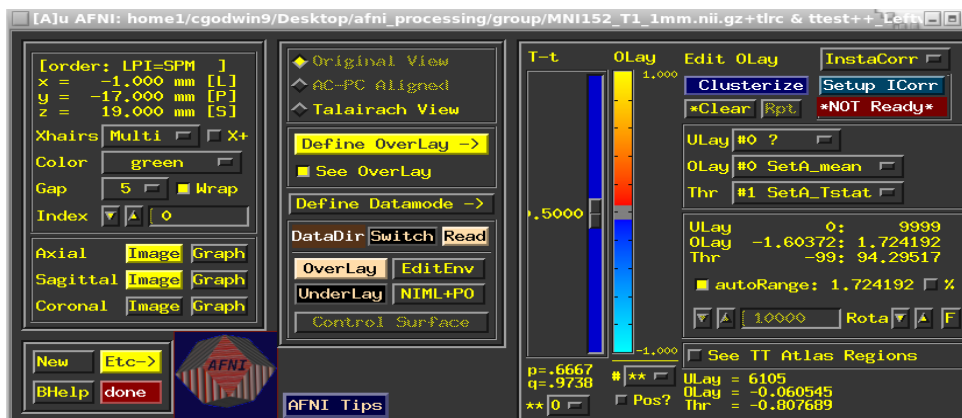 [A]u AFNI: home1/cgodwin9/Desktop/afni_processing/group/MNI152_T1_1mm.nii.gz+tlrc & ttest++_Leftv
[order: LPI=SPM ]
x = -1.000 mm [L]
y = -17.000 mm [P]
z = 19.000 mm [S]
Xhairs Multi X+
Color green
Gap 5 Wrap
Index 0
Axial Image Graph
Sagittal Image Graph
Coronal Image Graph
New Etc->
BHelp done
AFNI
Original View
AC-PC Aligned
Talairach View
Define OverLay ->
See OverLay
Define Datamode ->
DataDir Switch Read
OverLay EditEnv
UnderLay NIML+PO
Control Surface
AFNI Tips
T-t
.5000
p=.6667
q=.9738
** 0
OLay
1.000
-1.000
# **
Pos?
Edit OLay InstaCorr
Clusterize Setup ICorr
*Clear Rpt *NOT Ready*
ULay #0 ?
OLay #0 SetA_mean
Thr #1 SetA_Tstat
ULay 0: 9999
OLay -1.60372: 1.724192
Thr -99: 94.29517
autoRange: 1.724192 %
10000 Rota F
See TT Atlas Regions
ULay = 6105
OLay = -0.060545
Thr = -0.807689